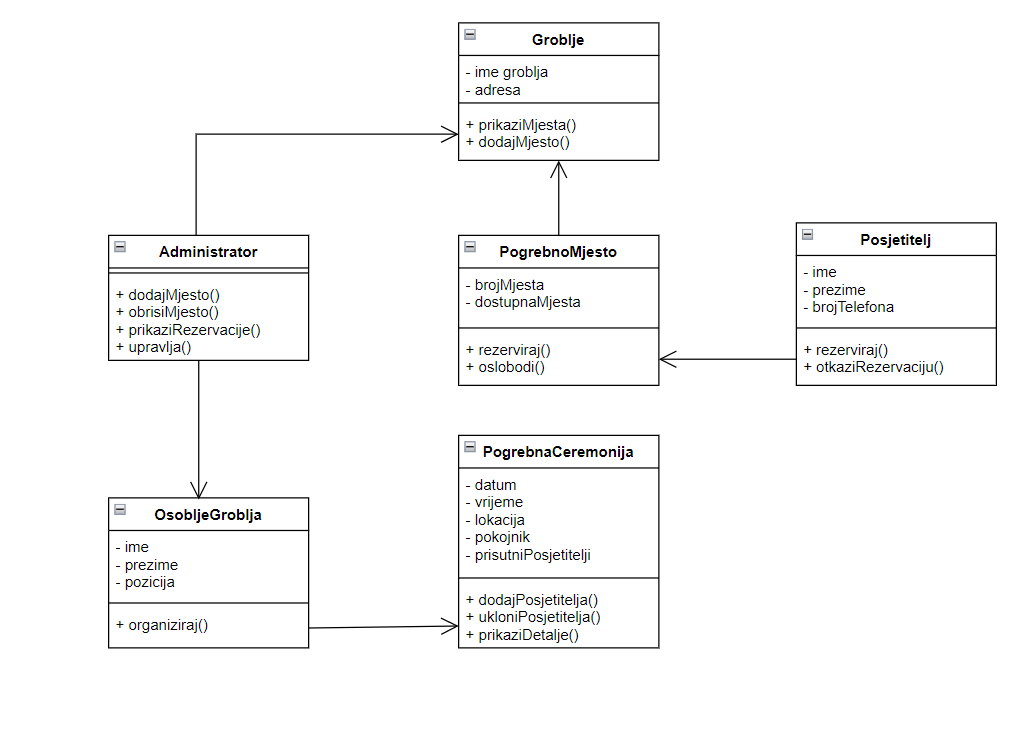 Groblje
- ime groblja
- adresa
+ prikaziMjesta()
+ dodajMjesto()
Administrator
+ dodajMjesto()
+ obrisiMjesto()
+ prikaziRezervacije()
+ upravlja()
PogrebnoMjesto
- brojMjesta
- dostupnaMjesta
+ rezerviraj()
+ oslobodi()
Posjetitelj
- ime
- prezime
- brojTelefona
+ rezerviraj()
+ otkaziRezervaciju()
OsobljeGroblja
- ime
- prezime
- pozicija
+ organiziraj()
PogrebnaCeremonija
- datum
- vrijeme
- lokacija
- pokojnik
- prisutniPosjetitelji
+ dodajPosjetitelja()
+ ukloniPosjetitelja()
+ prikaziDetalje()